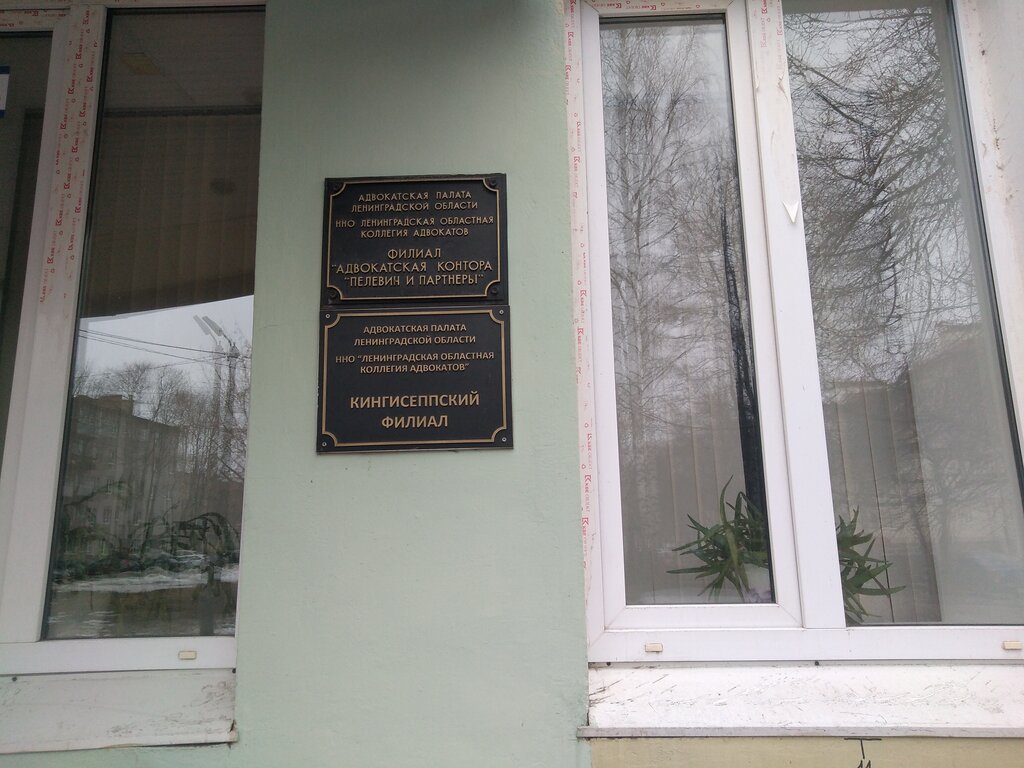 АДВОКАТСКАЯ ПАЛАТА
ЛЕНИНГРАДСКОЙ ОБЛАСТИ
ННО ЛЕНИНГРАДСКАЯ ОБЛАСТНАЯ
КОЛЛЕГИЯ АДВОКАТОВ
ФИЛИАЛ
"АДВОКАТСКАЯ КОНТОРА
"ПЕЛЕВИН И ПАРТНЕРЫ"
АДВОКАТСКАЯ ПАЛАТА
ЛЕНИНГРАДСКОЙ ОБЛАСТИ
ННО "ЛЕНИНГРАДСКАЯ ОБЛАСТНАЯ
КОЛЛЕГИЯ АДВОКАТОВ"
КИНГИСЕППСКИЙ
ФИЛИАЛ